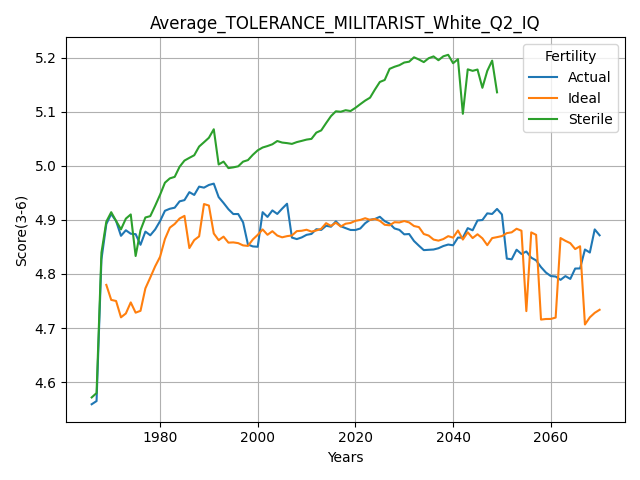 Average_TOLERANCE_MILITARIST_White_Q2_IQ
Fertility
Actual
Ideal
Sterile
Score(3-6)
5.2
5.1
5.0
4.9
4.8
4.7
4.6
1980
2000
2020
2040
2060
Years